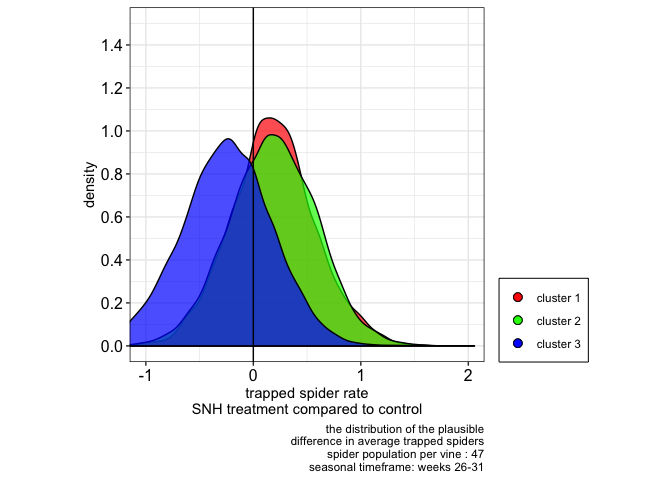 1.4
1.2
1.0
0.8
0.6
0.4
0.2
0.0
density
-1 0 1 2
trapped spider rate
SNH treatment compared to control
cluster 1
cluster 2
cluster 3
the distribution of the plausible
difference in average trapped spiders
spider population per vine : 47
seasonal timeframe: weeks 26-31